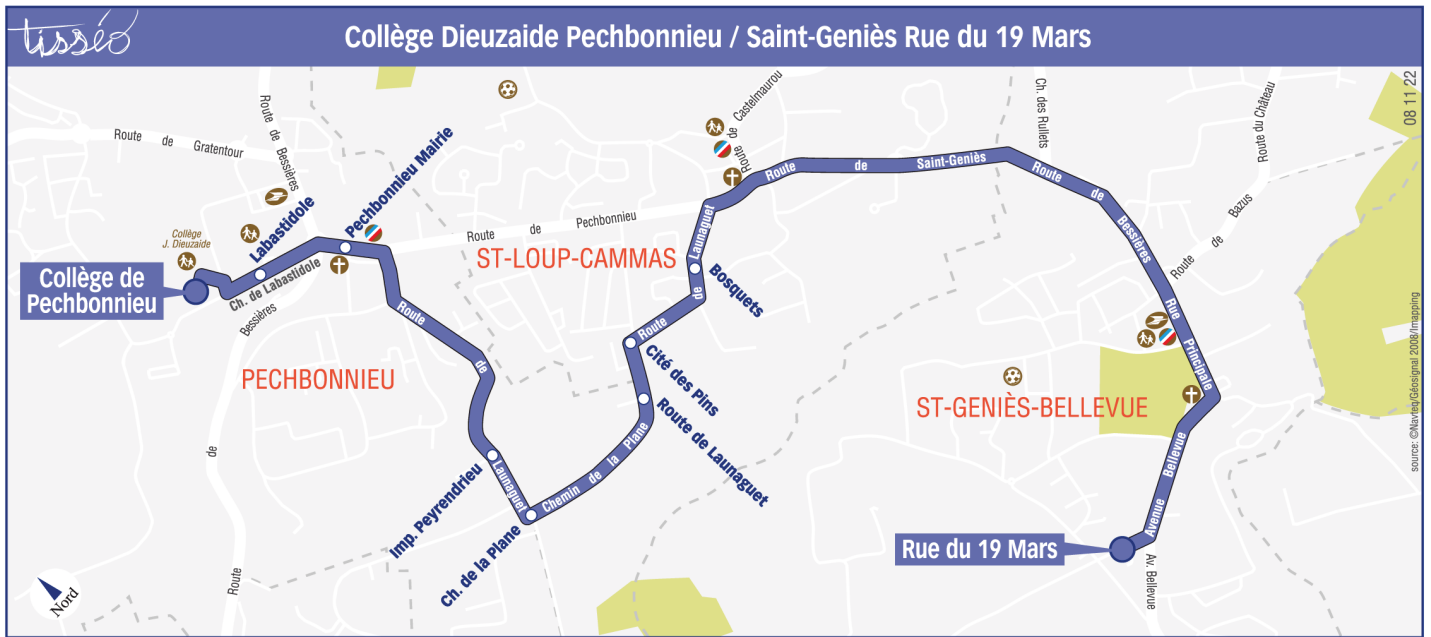 tisséo
Collège Dieuzaide Pechbonnieu / Saint-Geniès Rue du 19 Mars
08 11 22
Route de Gratentour
Route de Bessières
Pechbonnieu Mairie
Labastidole
Collège
J. Dieuzaide
Collège de
Pechbonnieu
Ch. de Labastidole
Route de Bessières
Route de Pechbonnieu
Route de Castelmaurou
Route de Saint-Geniès
Ch. des Rullets
Route du Château
Route de Bazus
Route de Bessières
Rue Principale
ST-LOUP-CAMMAS
Route de Launaguet
Bosquets
PECHBONNIEU
Route de Launaguet
Cité des Pins
Route de Launaguet
ST-GENIÈS-BELLEVUE
Imp. Peyrendrieu
Ch. de la Plane
Chemin de la Plane
Avenue Bellevue
Rue du 19 Mars
Av. Bellevue
Nord
source: ©Navteq/Géosignal 2008/Imapping